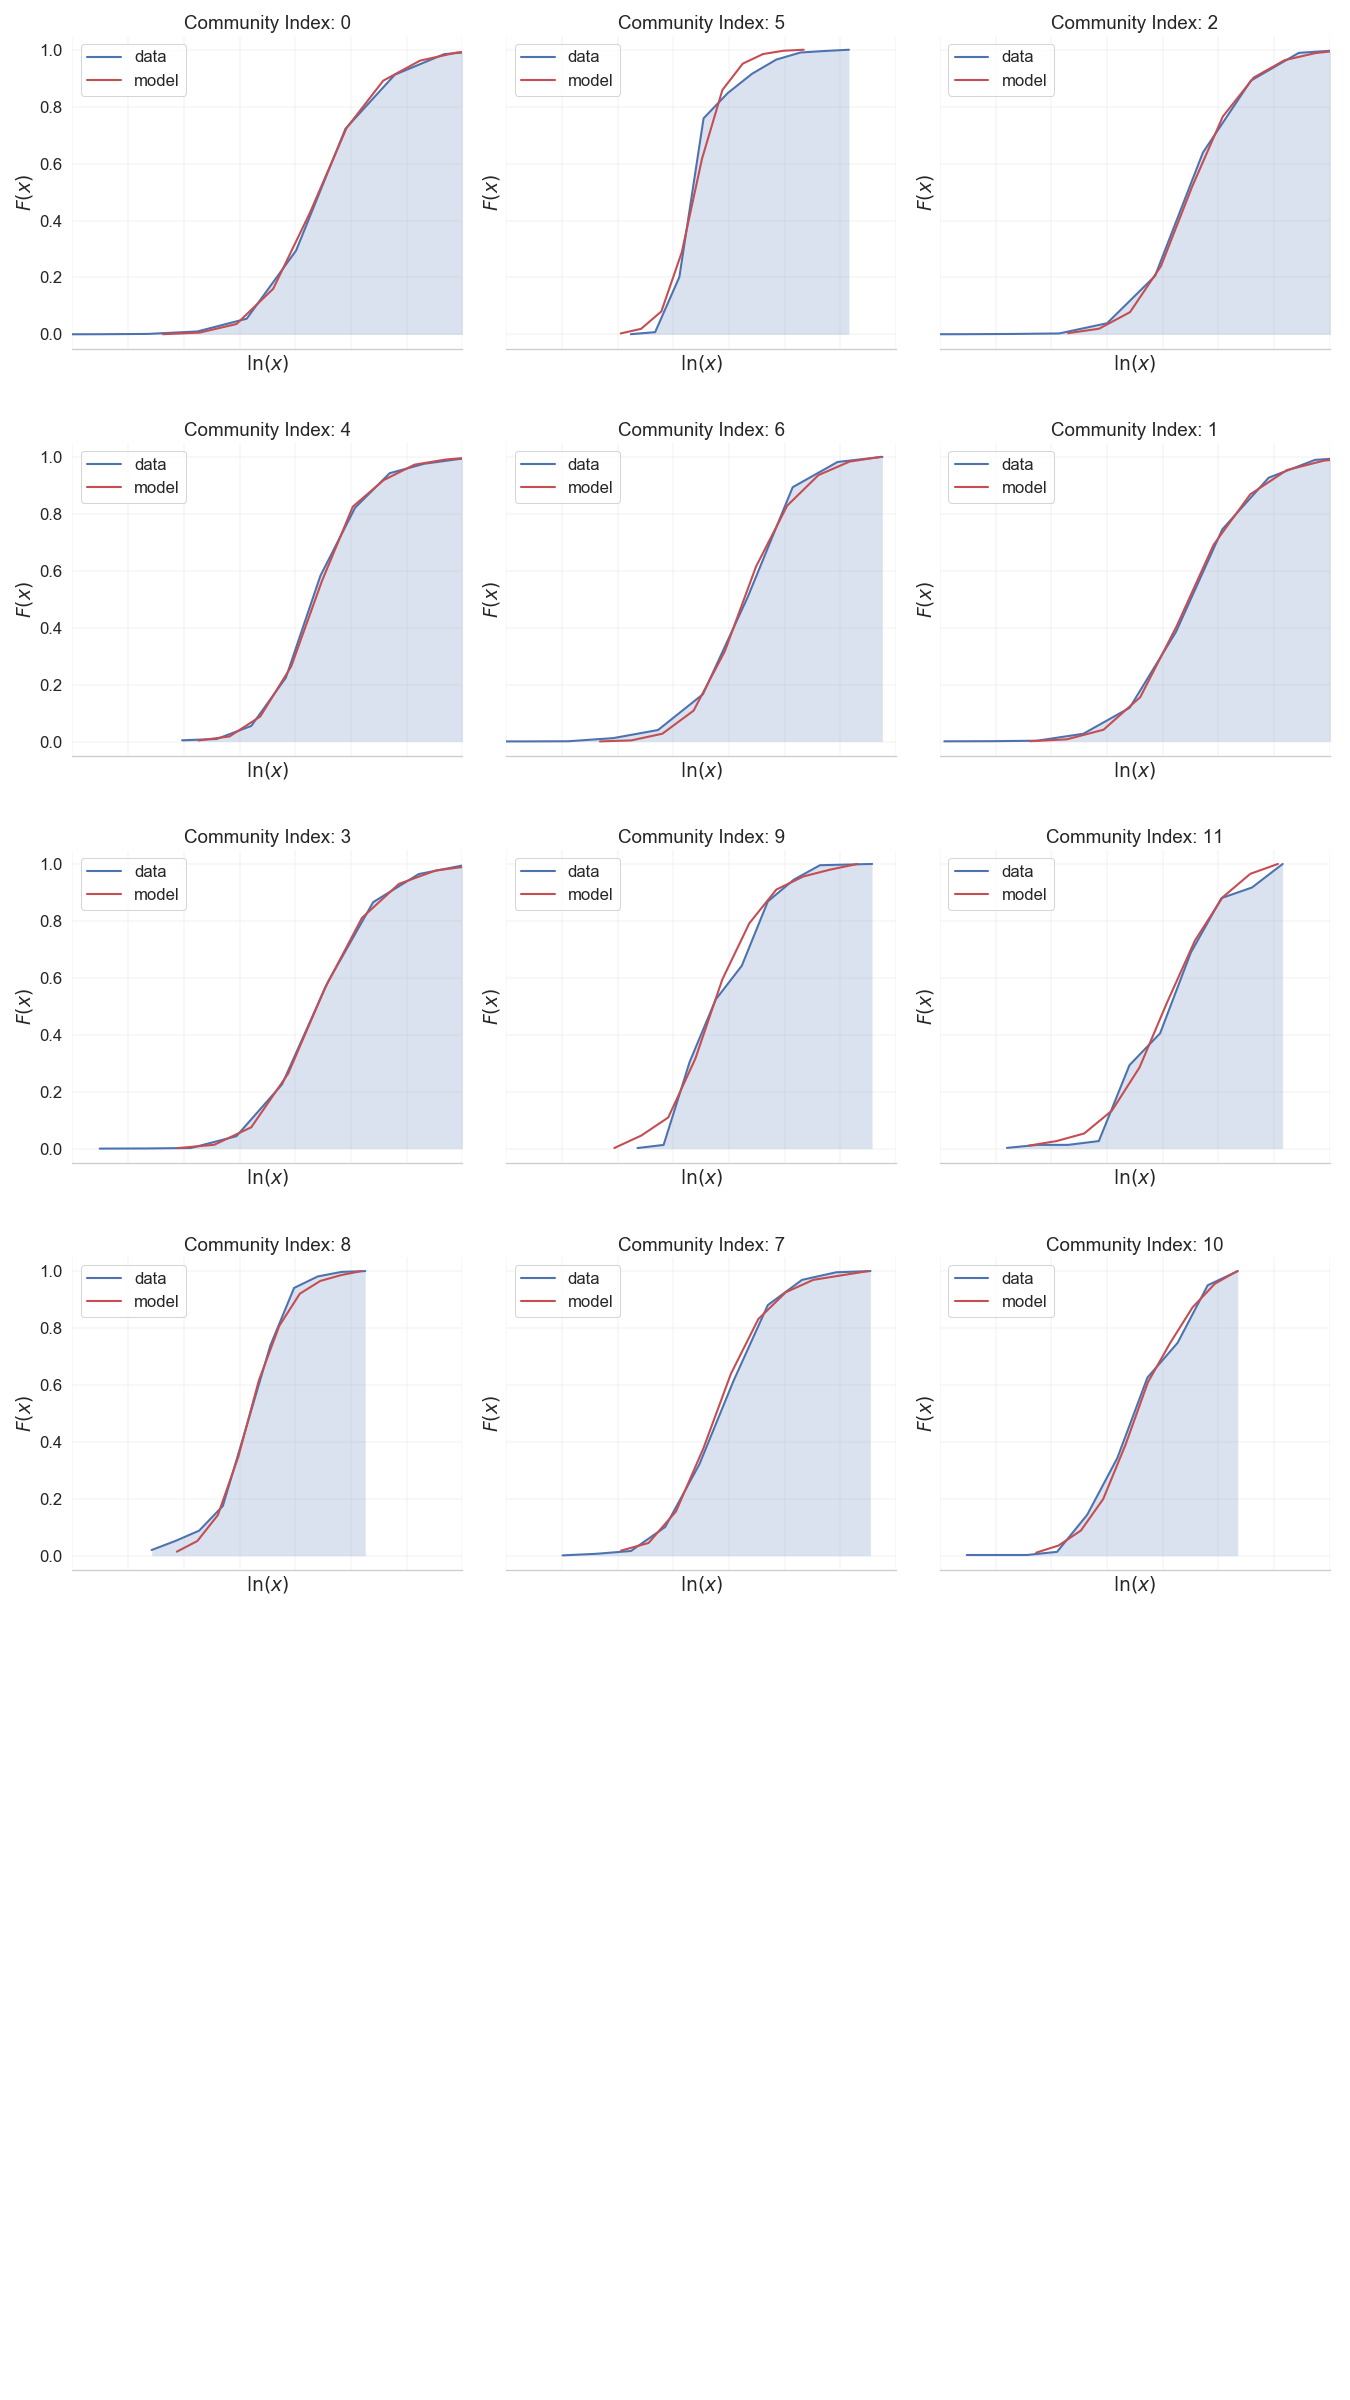 Community Index: 0
1.0
0.8
0.6
0.4
0.2
0.0
F(x)
data
model
ln(x)
Community Index: 5
F(x)
data
model
ln(x)
Community Index: 2
F(x)
data
model
ln(x)
Community Index: 4
1.0
0.8
0.6
0.4
0.2
0.0
F(x)
data
model
ln(x)
Community Index: 6
F(x)
data
model
ln(x)
Community Index: 1
F(x)
data
model
ln(x)
Community Index: 3
1.0
0.8
0.6
0.4
0.2
0.0
F(x)
data
model
ln(x)
Community Index: 9
F(x)
data
model
ln(x)
Community Index: 11
F(x)
data
model
ln(x)
Community Index: 8
1.0
0.8
0.6
0.4
0.2
0.0
F(x)
data
model
ln(x)
Community Index: 7
F(x)
data
model
ln(x)
Community Index: 10
F(x)
data
model
ln(x)